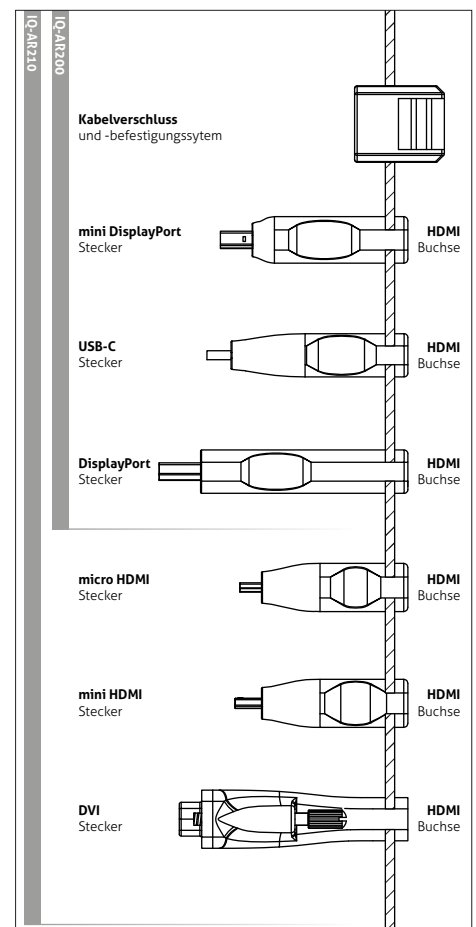 IQ-AR210
IQ-AR200
Kabelverschluss
und -befestigungssytem
mini DisplayPort
Stecker
HDMI
Buchse
USB-C
Stecker
HDMI
Buchse
DisplayPort
Stecker
HDMI
Buchse
micro HDMI
Stecker
HDMI
Buchse
mini HDMI
Stecker
HDMI
Buchse
DVI
Stecker
HDMI
Buchse